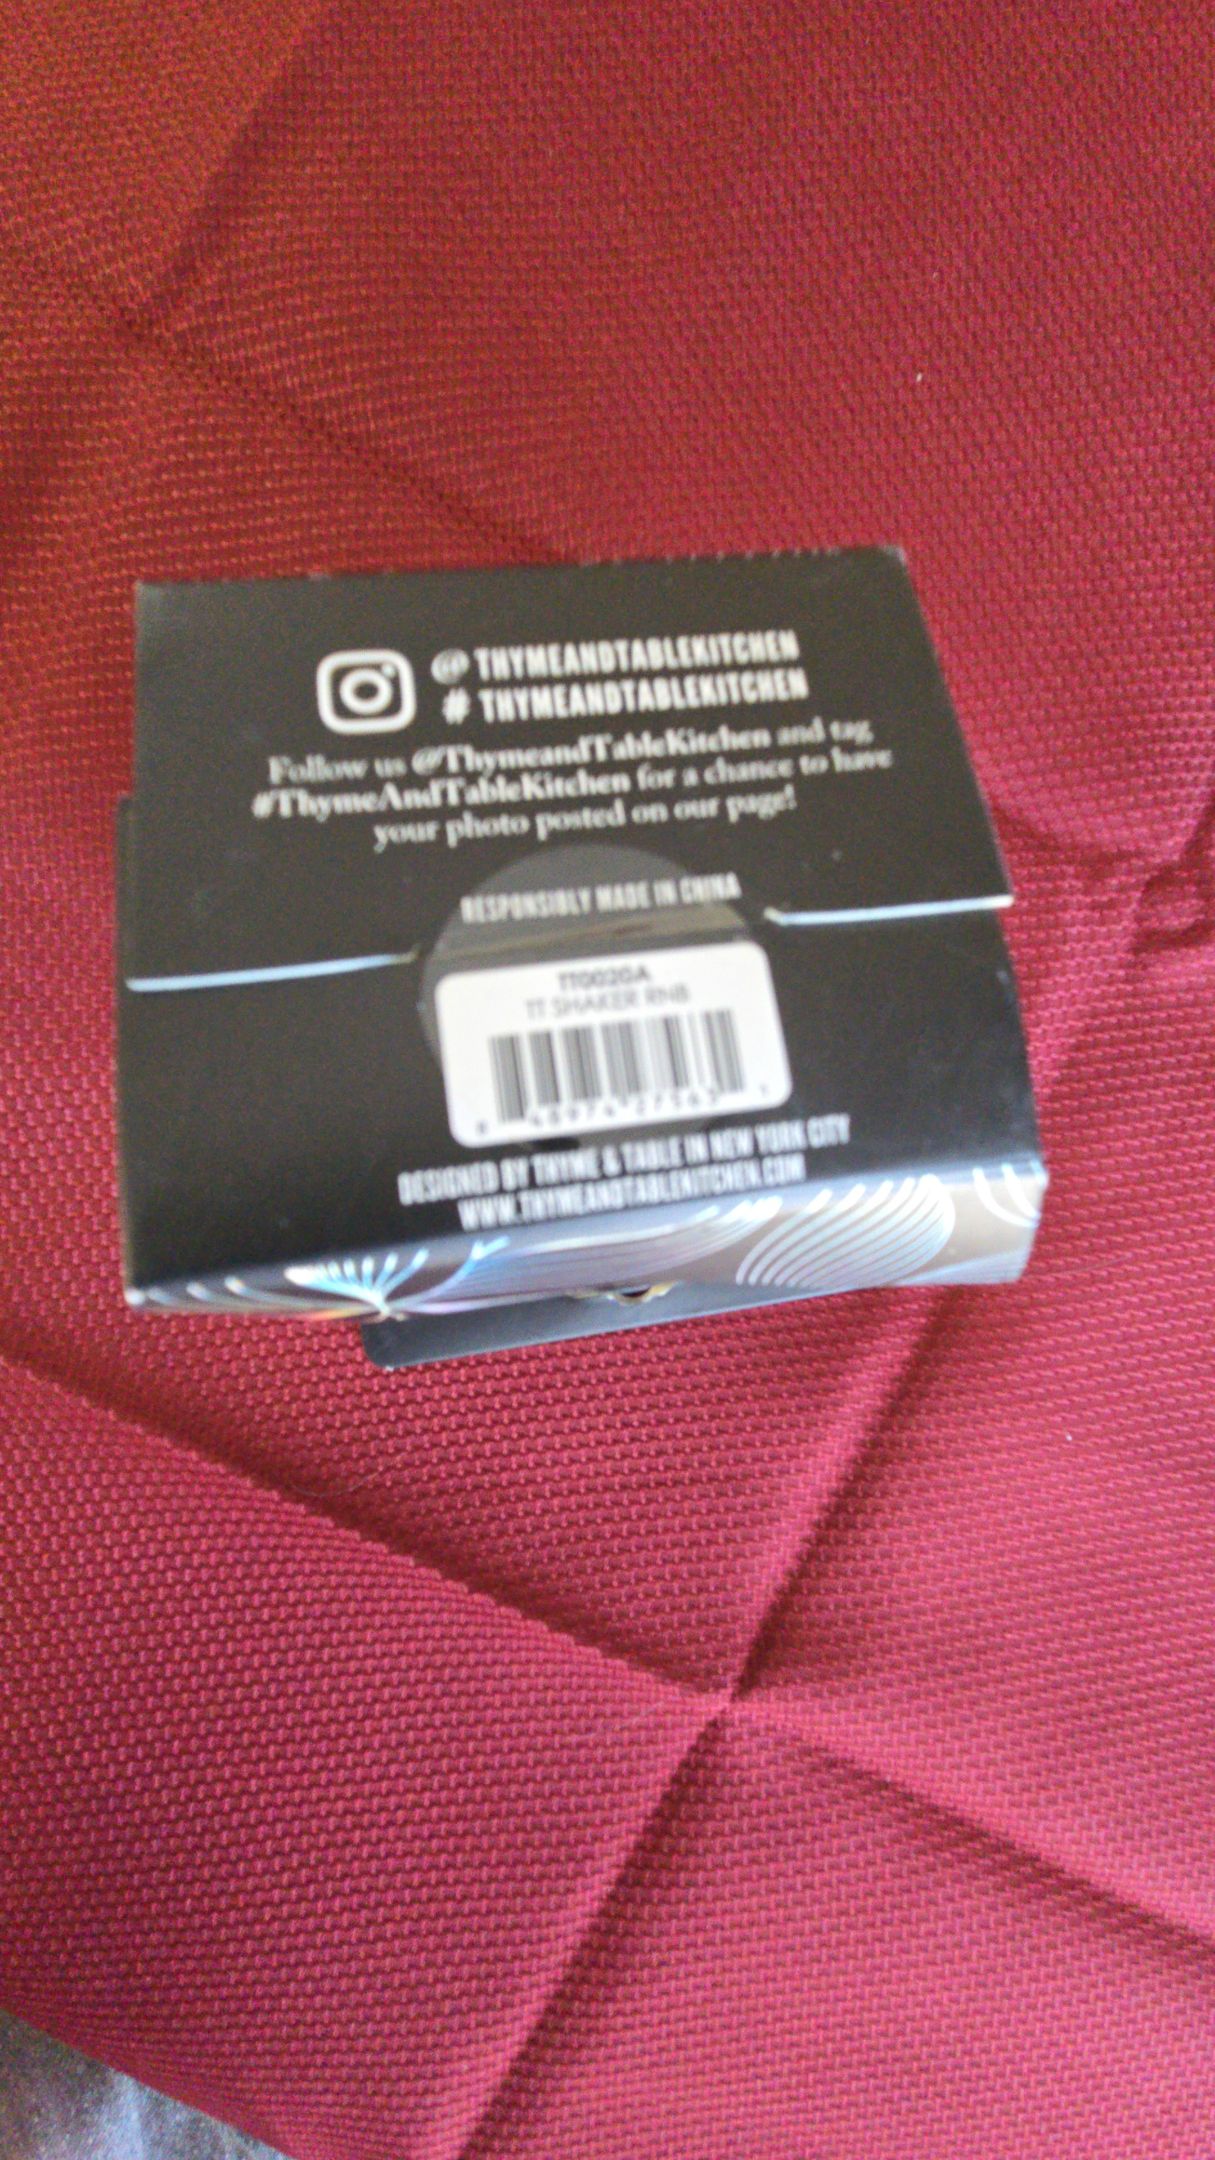 @ THYMEANDTABLEKITCHEN
# THYMEANDTABLEKITCHEN
Follow us @ThymeandTableKitchen and tag
#ThymeAndTableKitchen for a chance to have
your photo posted on our page!
RESPONSIBLY MADE IN CHINA
TT SHAKER RNB
DESIGNED BY THYME & TABLE IN NEW YORK CITY
WWW.THYMEANDTABLEKITCHEN.COM